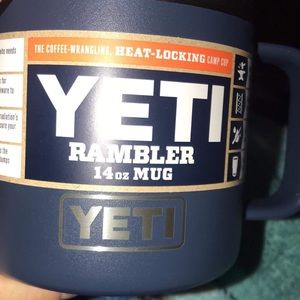 THE COFFEE-WRANGLING, HEAT-LOCKING CAMP CUP
YETI
RAMBLER
14 OZ MUG
YETI